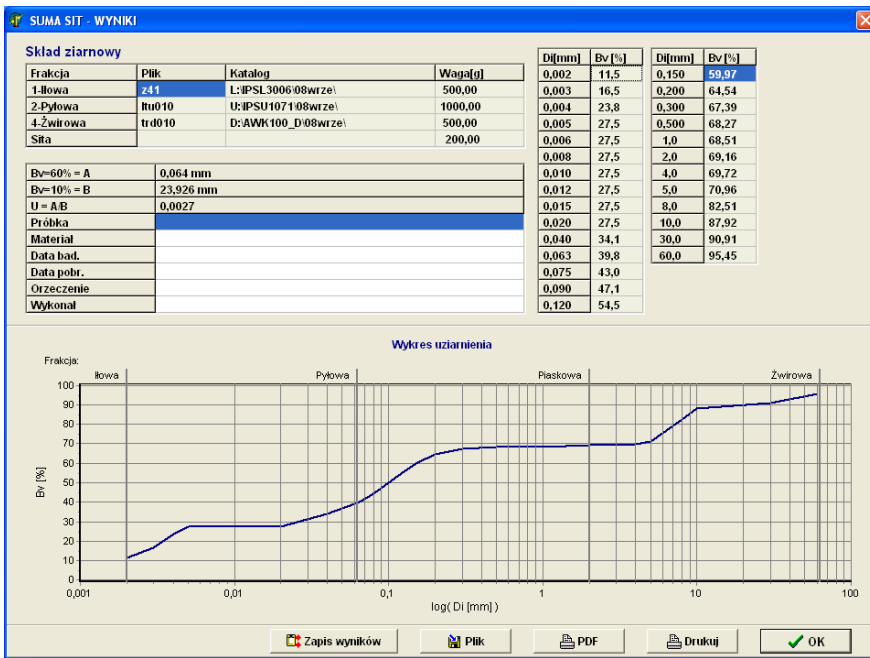 SUMA SIT - WYNIKI
Skład ziarnowy
Frakcja Plik Katalog Waga[g]
1-Iłowa z41 L:\IPSL3006\08wrze\ 500,00
2-Pyłowa ltu010 U:\IPSU1071\08wrze\ 1000,00
4-Żwirowa trd010 D:\AWK100_D\08wrze\ 500,00
Sita 200,00
Bv=60% = A 0,064 mm
Bv=10% = B 23,926 mm
U = A/B 0,0027
Próbka
Materiał
Data bad.
Data pobr.
Orzeczenie
Wykonał
Di[mm] Bv[%] Di[mm] Bv[%]
0,002 11,5 0,150 59,97
0,003 16,5 0,200 64,54
0,004 23,8 0,300 67,39
0,005 27,5 0,500 68,27
0,006 27,5 1,0 68,51
0,008 27,5 2,0 69,16
0,010 27,5 4,0 69,72
0,012 27,5 5,0 70,96
0,015 27,5 8,0 82,51
0,020 27,5 10,0 87,92
0,040 34,1 30,0 90,91
0,063 39,8 60,0 95,45
0,075 43,0
0,090 47,1
0,120 54,5
Wykres uziarnienia
Frakcja:
Iłowa Pyłowa Piaskowa Żwirowa
100
90
80
70
60
50
40
30
20
10
0
Bv [%]
0,001 0,01 0,1 1 10 100
log( Di [mm] )
Zapis wyników Plik PDF Drukuj OK